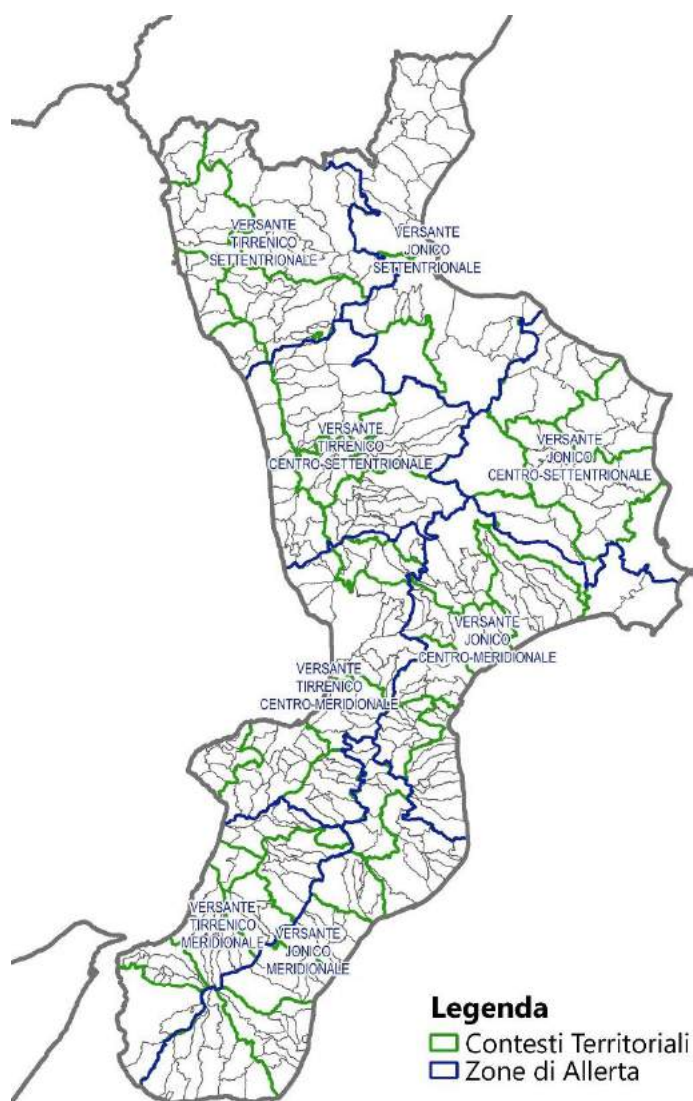 VERSANTE
TIRRENICO
SETTENTRIONALE
VERSANTE
JONICO
SETTENTRIONALE
VERSANTE
TIRRENICO
CENTRO-SETTENTRIONALE
VERSANTE
JONICO
CENTRO-SETTENTRIONALE
VERSANTE
JONICO
CENTRO-MERIDIONALE
VERSANTE
TIRRENICO
CENTRO-MERIDIONALE
VERSANTE
TIRRENICO
MERIDIONALE
VERSANTE
JONICO
MERIDIONALE
Legenda
Contesti Territoriali
Zone di Allerta